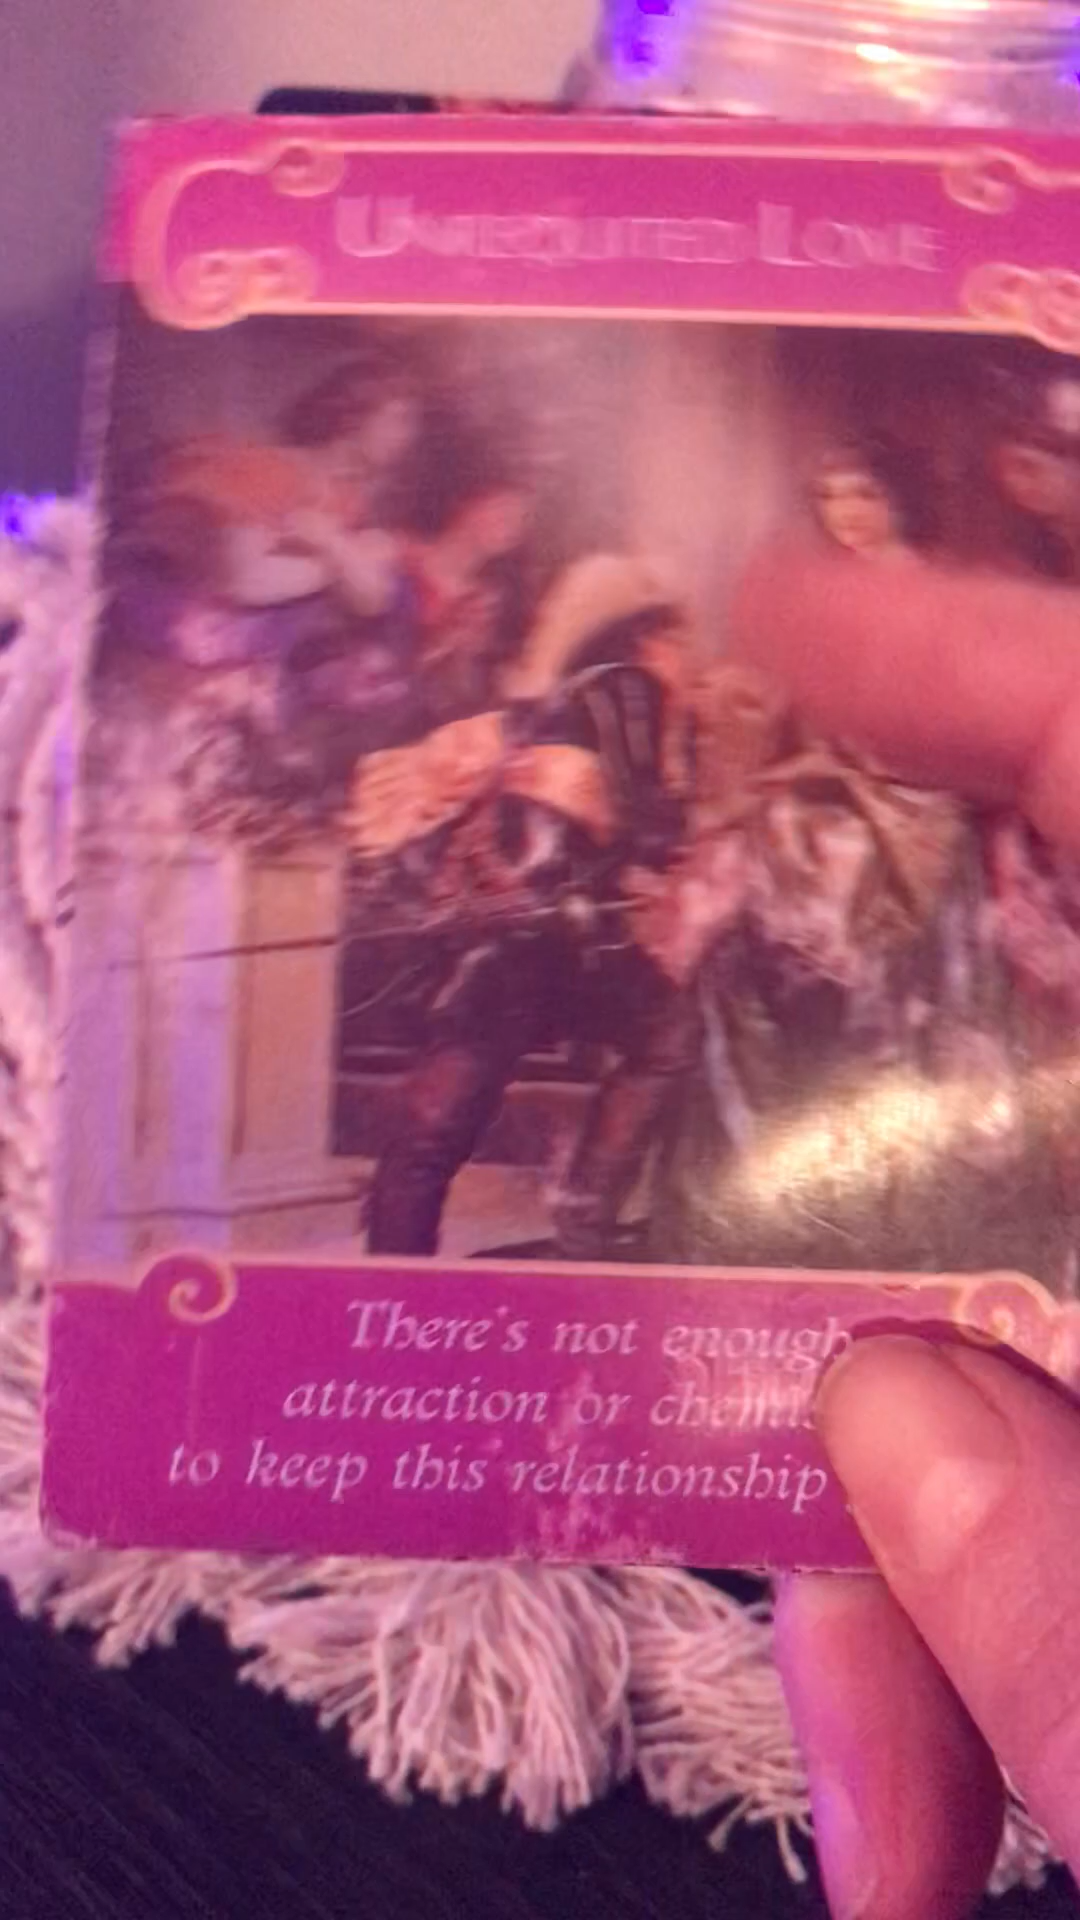 Unrequited Love
There's not enough
attraction or
to keep this relationship